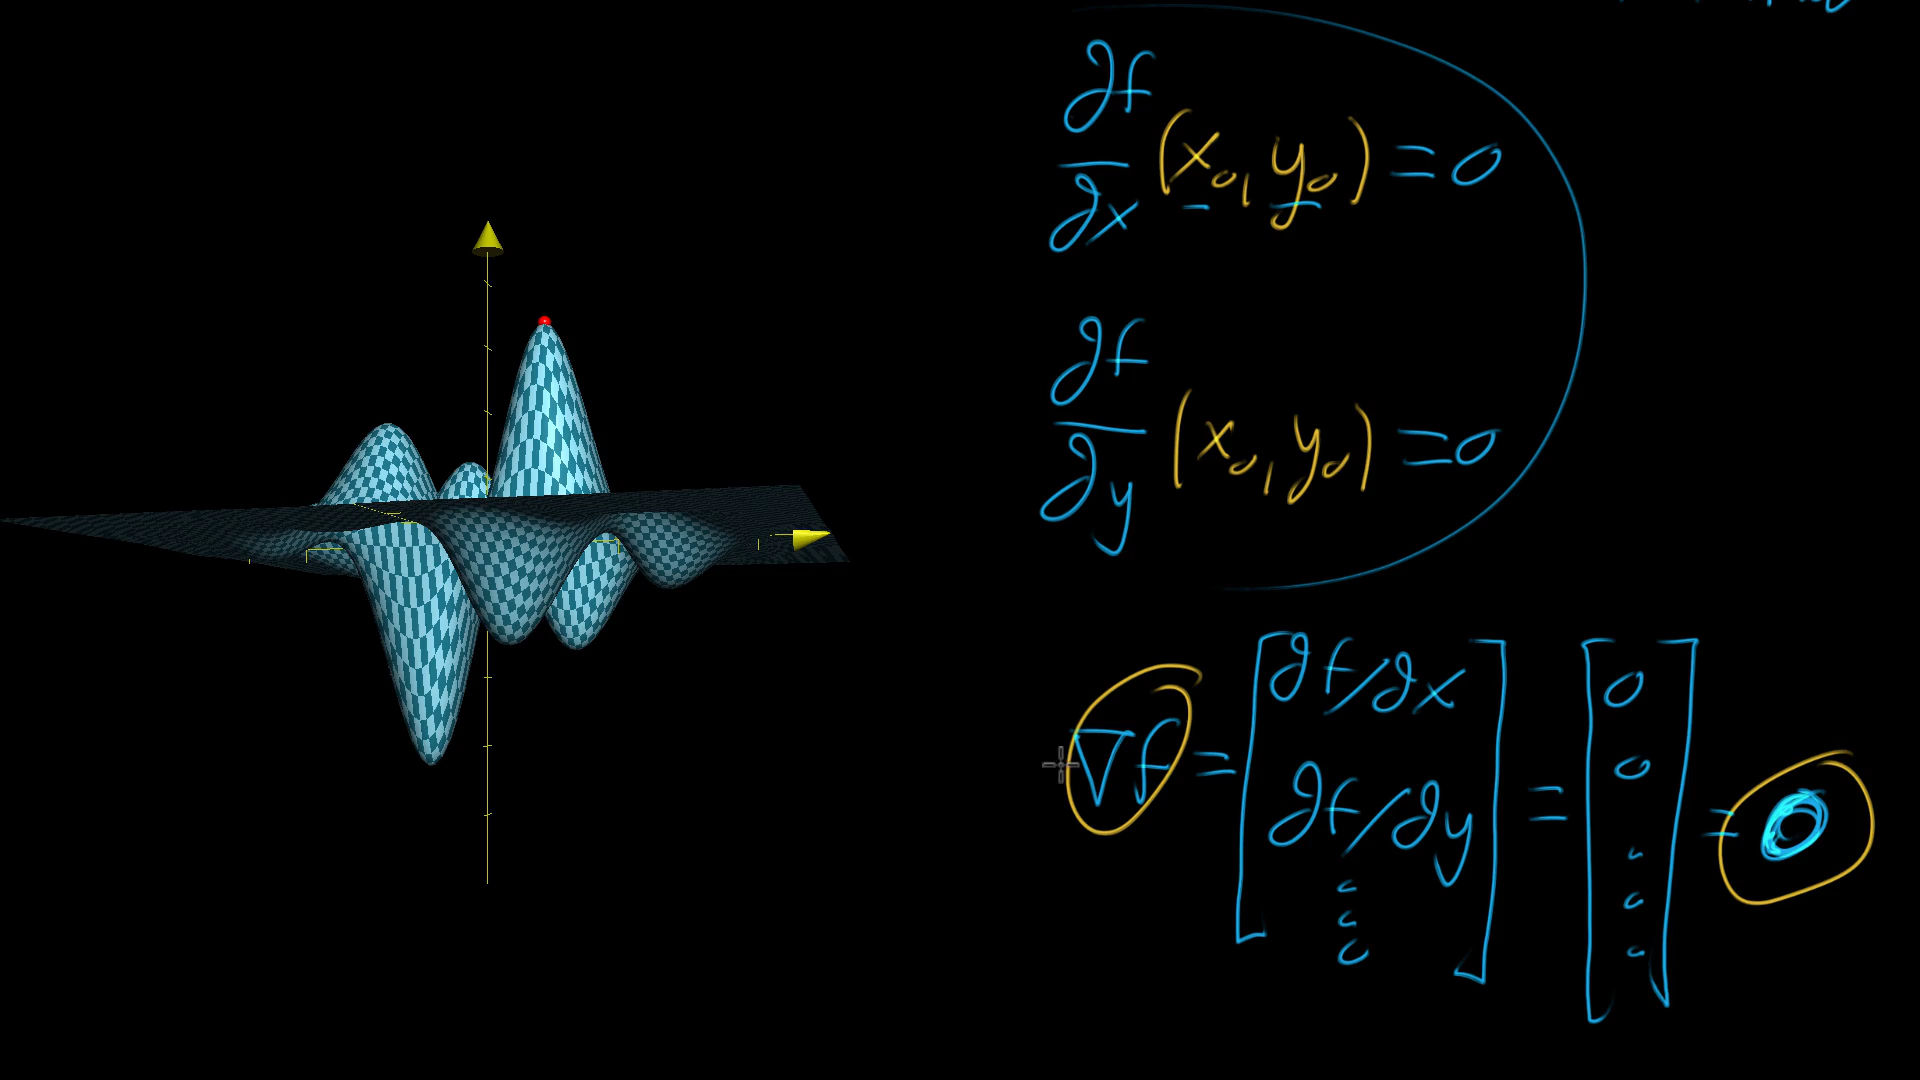 ∂f/∂x (x₀, y₀) = 0
∂f/∂y (x₀, y₀) = 0
∇f = [∂f/∂x ∂f/∂y ⋮] = [0 0 ⋮] = 0